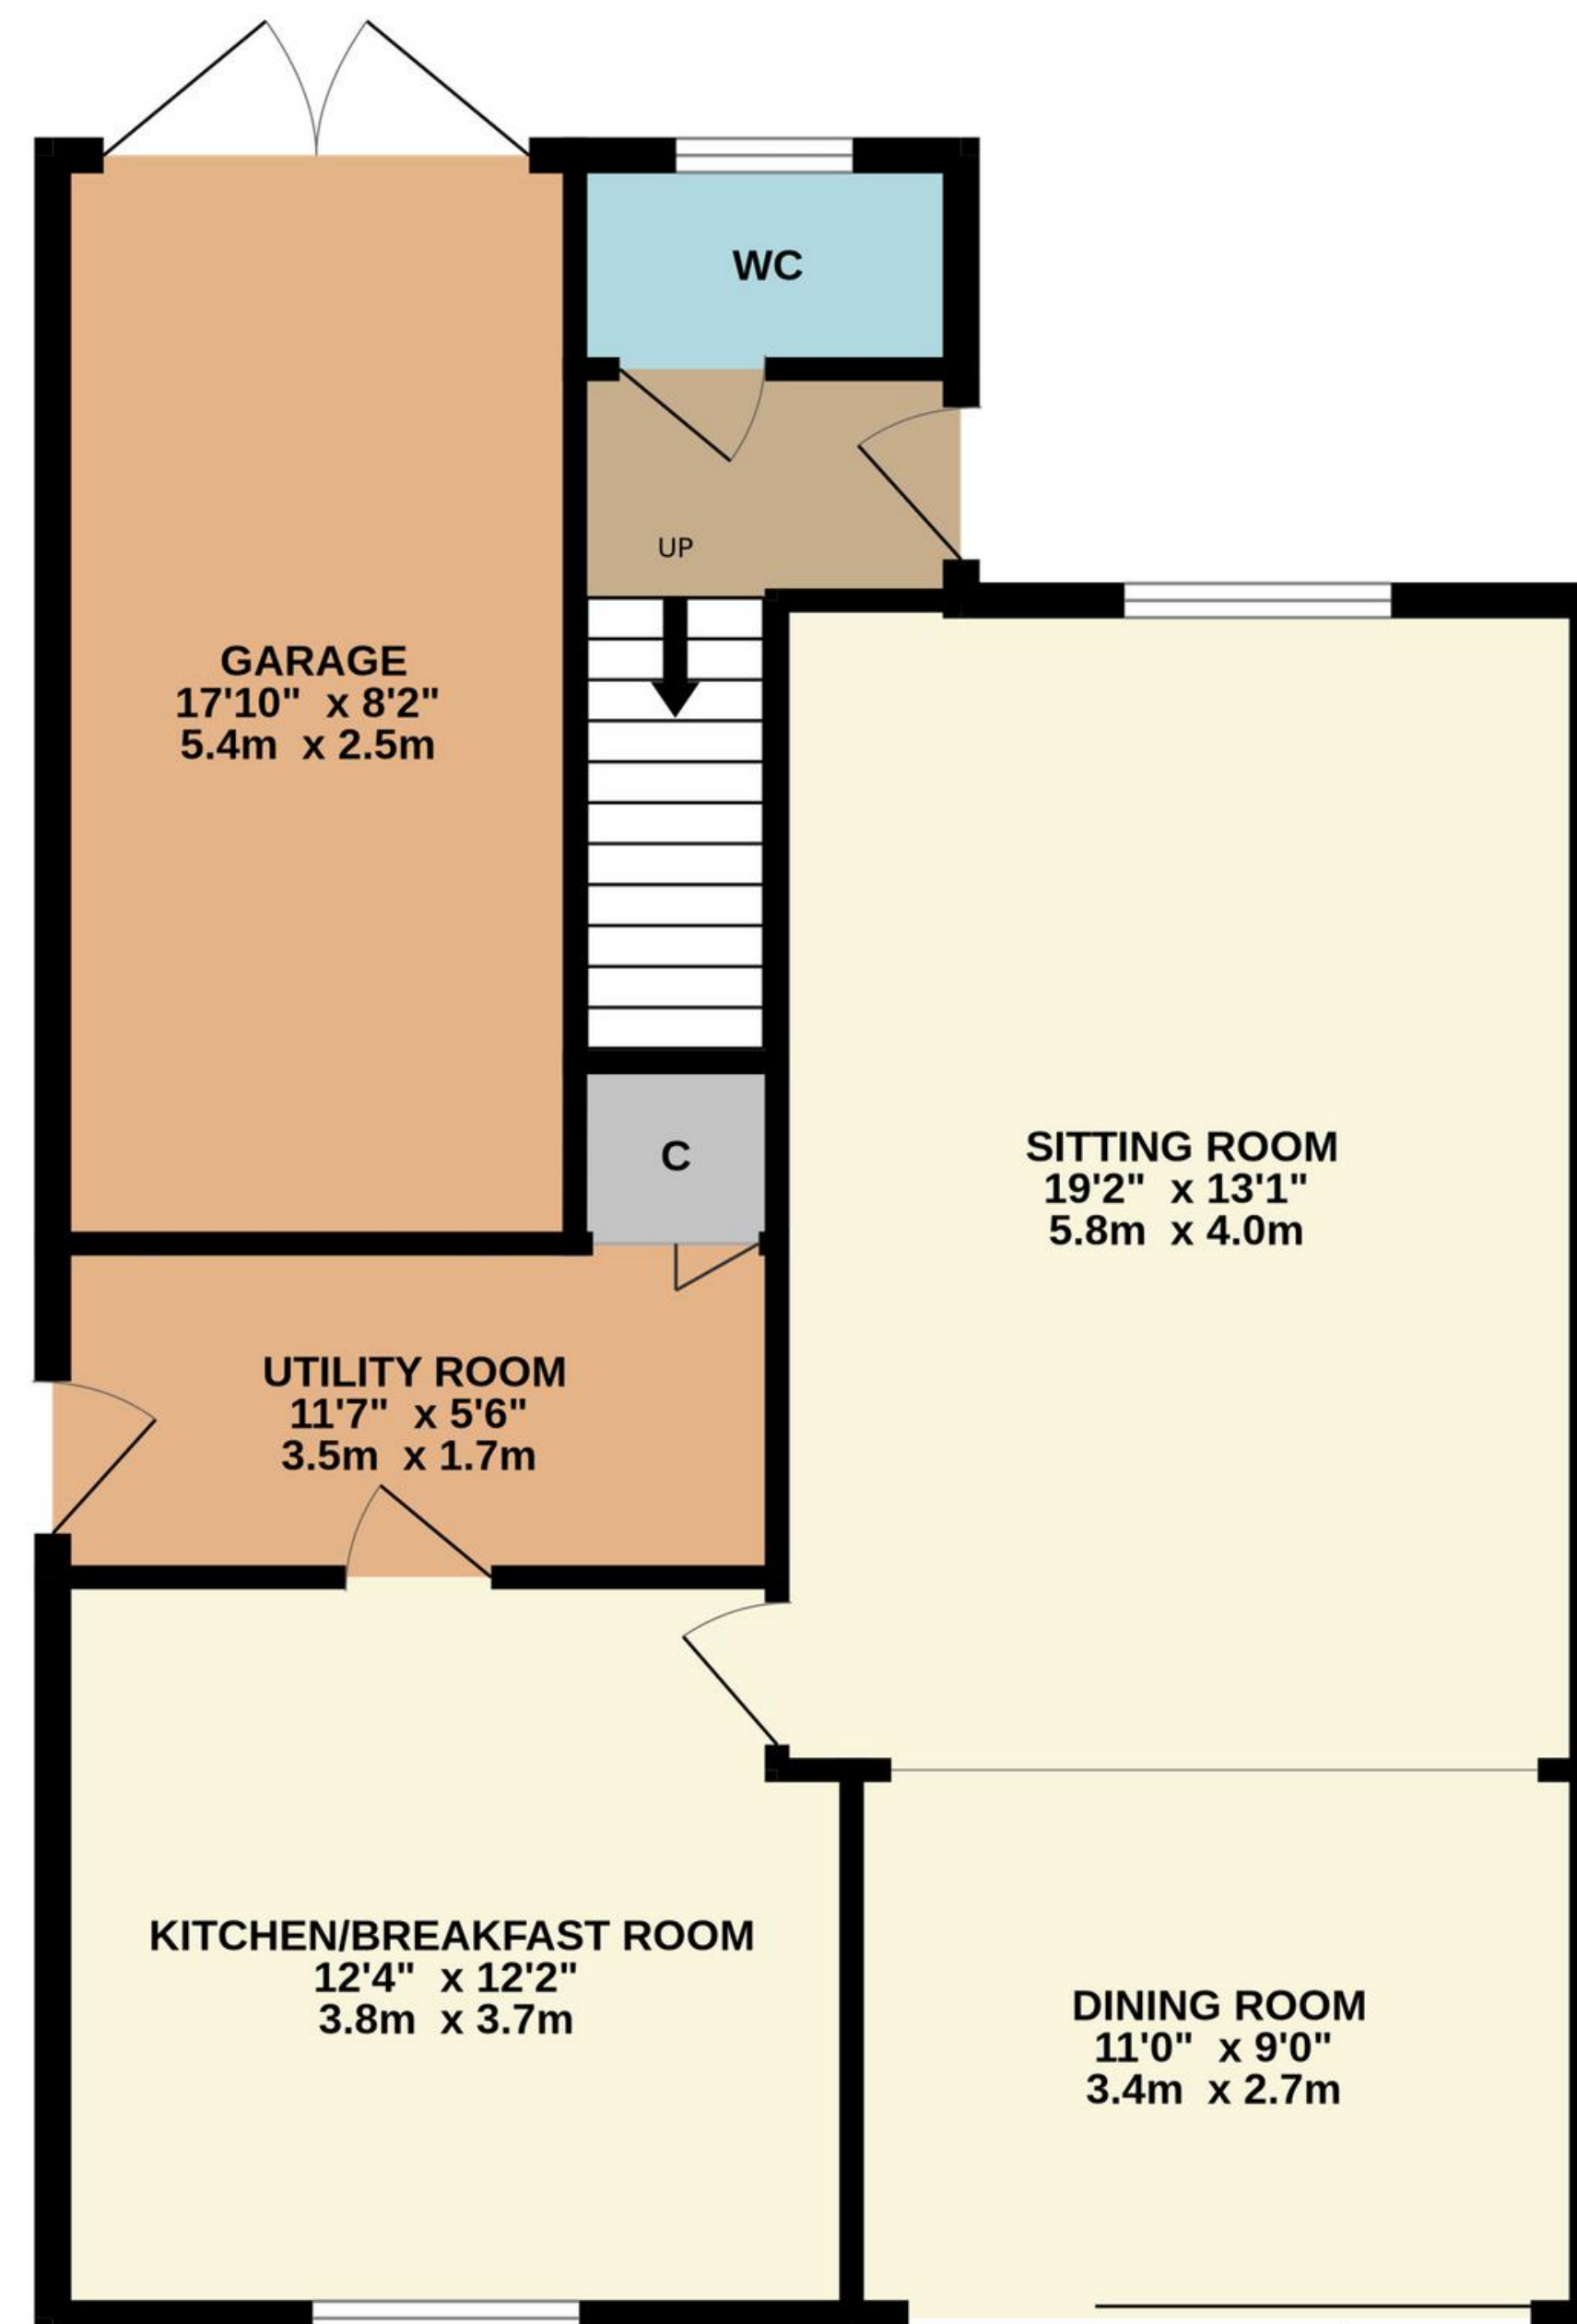 WC
UP
GARAGE
17'10" x 8'2"
5.4m x 2.5m
C
SITTING ROOM
19'2" x 13'1"
5.8m x 4.0m
UTILITY ROOM
11'7" x 5'6"
3.5m x 1.7m
KITCHEN/BREAKFAST ROOM
12'4" x 12'2"
3.8m x 3.7m
DINING ROOM
11'0" x 9'0"
3.4m x 2.7m